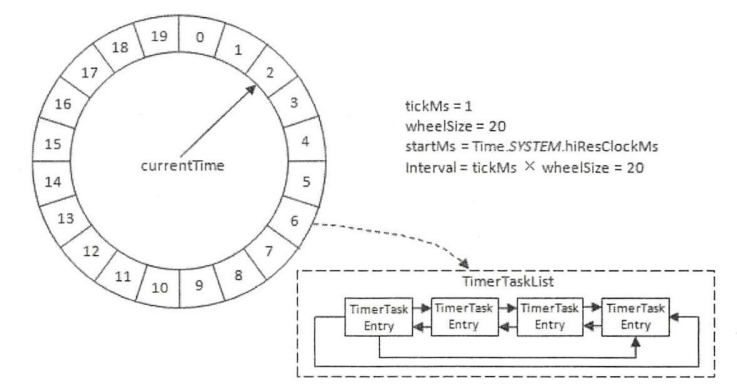 0
1
2
3
4
5
6
7
8
9
10
11
12
13
14
15
16
17
18
19
currentTime
tickMs = 1
wheelSize = 20
startMs = Time.SYSTEM.hiResClockMs
Interval = tickMs × wheelSize = 20
TimerTaskList
TimerTask
Entry
TimerTask
Entry
TimerTask
Entry
TimerTask
Entry